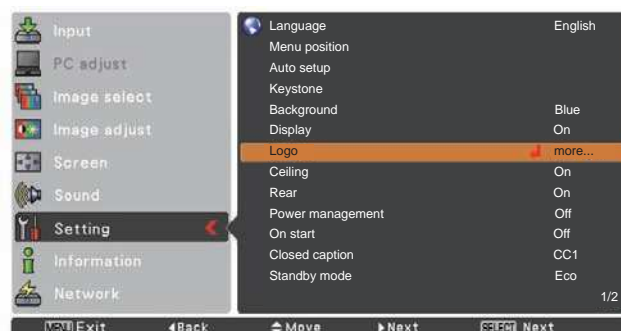 Input
PC adjust
Image select
Image adjust
Screen
Sound
Setting
Information
Network
Language English
Menu position
Auto setup
Keystone
Background Blue
Display On
Logo more...
Ceiling On
Rear On
Power management Off
On start Off
Closed caption CC1
Standby mode Eco
1/2
MENU Exit Back Move Next SELECT Next